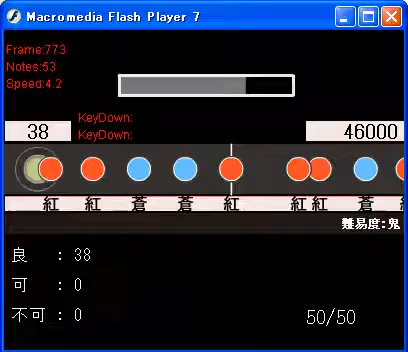 Macromedia Flash Player 7
Frame:773
Notes:53
Speed:4.2
KeyDown:
38 KeyDown: 46000
紅 紅 蒼 蒼 紅 紅 紅 蒼
難易度:鬼
良 : 38
可 : 0
不可 : 0 50/50